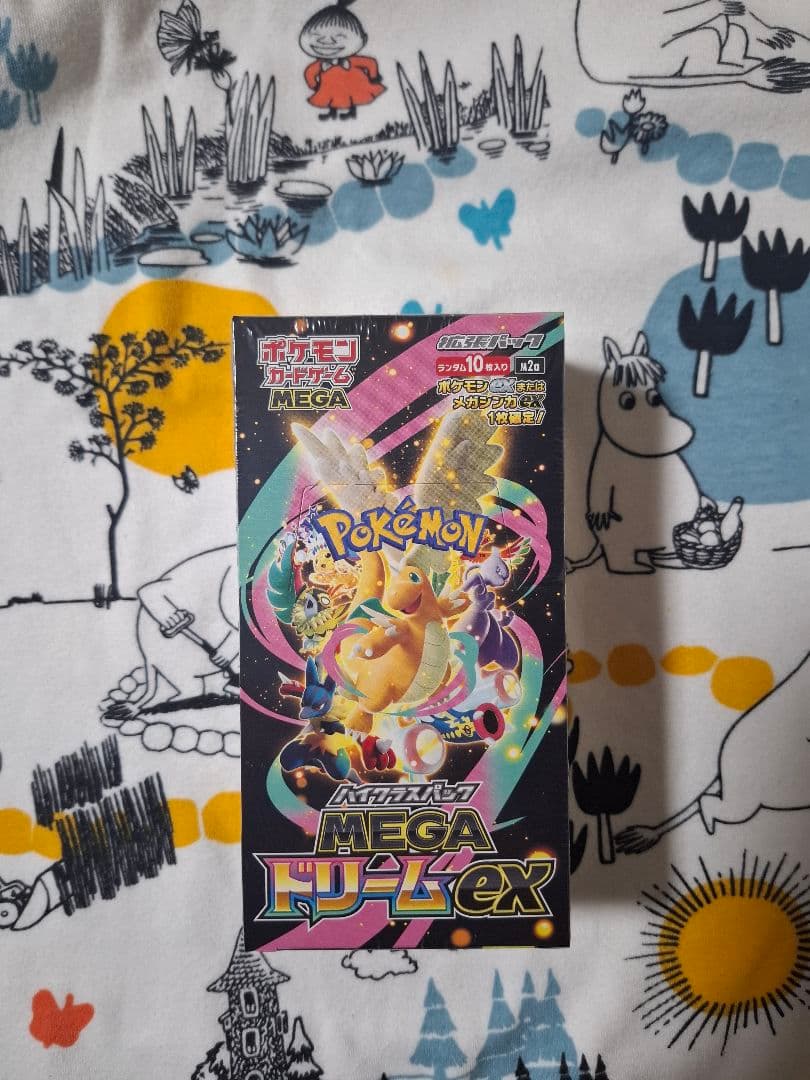 ポケモン
カードゲーム
MEGA
拡張パック
ランダム10枚入り M2a
ポケモンexまたは
メガシンカex
1枚確定!
POKéMON
ハイクラスパック
MEGA
ドリームex